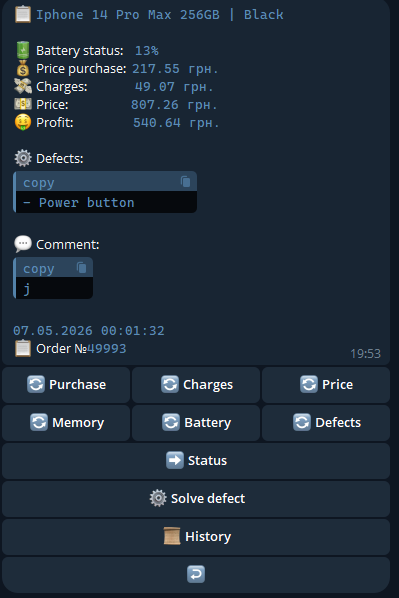 Iphone 14 Pro Max 256GB | Black
Battery status: 13%
Price purchase: 217.55 грн.
Charges: 49.07 грн.
Price: 807.26 грн.
Profit: 540.64 грн.
Defects:
copy
- Power button
Comment:
copy
j
07.05.2026 00:01:32
Order №49993
19:53
Purchase Charges Price
Memory Battery Defects
Status
Solve defect
History